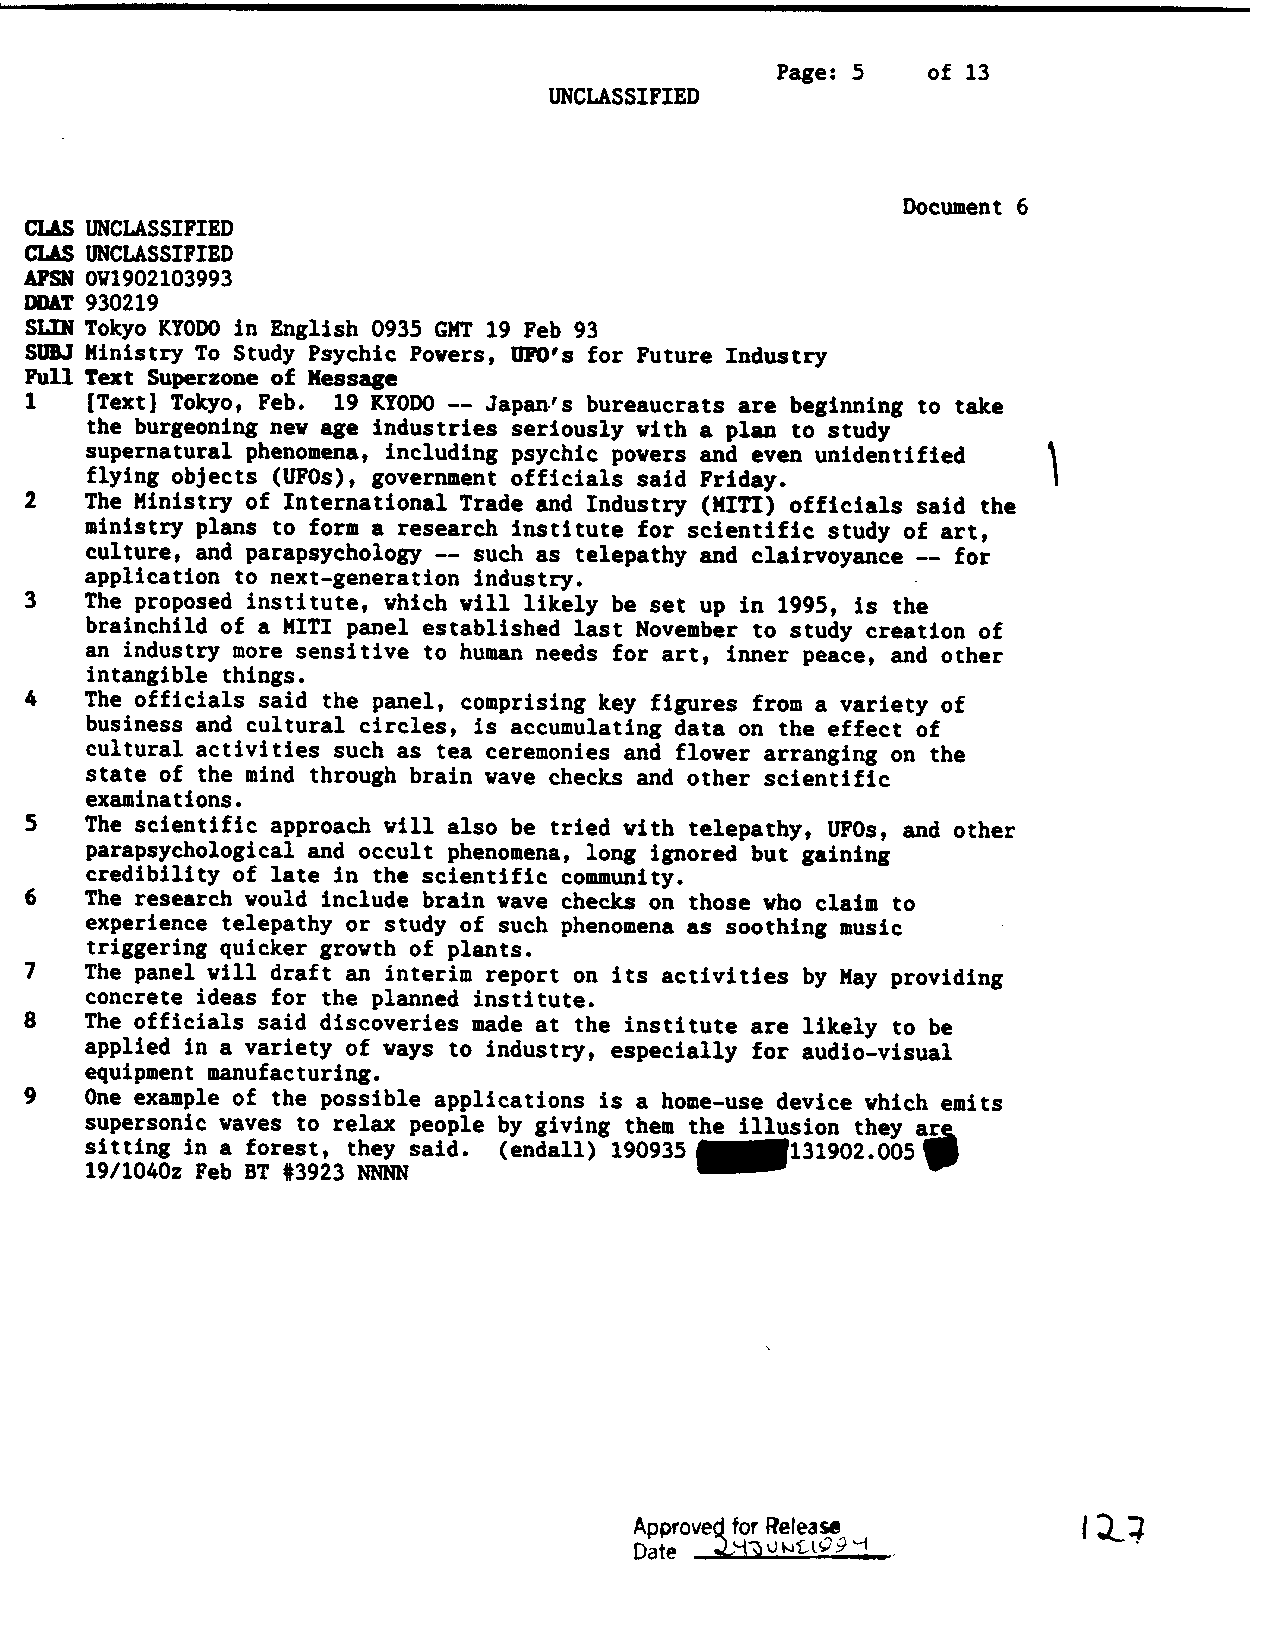 Page: 5 of 13
UNCLASSIFIED
Document 6
CLAS UNCLASSIFIED
CLAS UNCLASSIFIED
AFSN OW1902103993
DDAT 930219
SLIN Tokyo KYODO in English 0935 GMT 19 Feb 93
SUBJ Ministry To Study Psychic Powers, UFO's for Future Industry
Full Text Superzone of Message
1 [Text] Tokyo, Feb. 19 KYODO -- Japan's bureaucrats are beginning to take
the burgeoning new age industries seriously with a plan to study
supernatural phenomena, including psychic powers and even unidentified
flying objects (UFOs), government officials said Friday.
2 The Ministry of International Trade and Industry (MITI) officials said the
ministry plans to form a research institute for scientific study of art,
culture, and parapsychology -- such as telepathy and clairvoyance -- for
application to next-generation industry.
3 The proposed institute, which will likely be set up in 1995, is the
brainchild of a MITI panel established last November to study creation of
an industry more sensitive to human needs for art, inner peace, and other
intangible things.
4 The officials said the panel, comprising key figures from a variety of
business and cultural circles, is accumulating data on the effect of
cultural activities such as tea ceremonies and flower arranging on the
state of the mind through brain wave checks and other scientific
examinations.
5 The scientific approach will also be tried with telepathy, UFOs, and other
parapsychological and occult phenomena, long ignored but gaining
credibility of late in the scientific community.
6 The research would include brain wave checks on those who claim to
experience telepathy or study of such phenomena as soothing music
triggering quicker growth of plants.
7 The panel will draft an interim report on its activities by May providing
concrete ideas for the planned institute.
8 The officials said discoveries made at the institute are likely to be
applied in a variety of ways to industry, especially for audio-visual
equipment manufacturing.
9 One example of the possible applications is a home-use device which emits
supersonic waves to relax people by giving them the illusion they are
sitting in a forest, they said. (endall) 190935 131902.005
19/1040z Feb BT #3923 NNNN
Approved for Release
Date 24JUNE1994
127